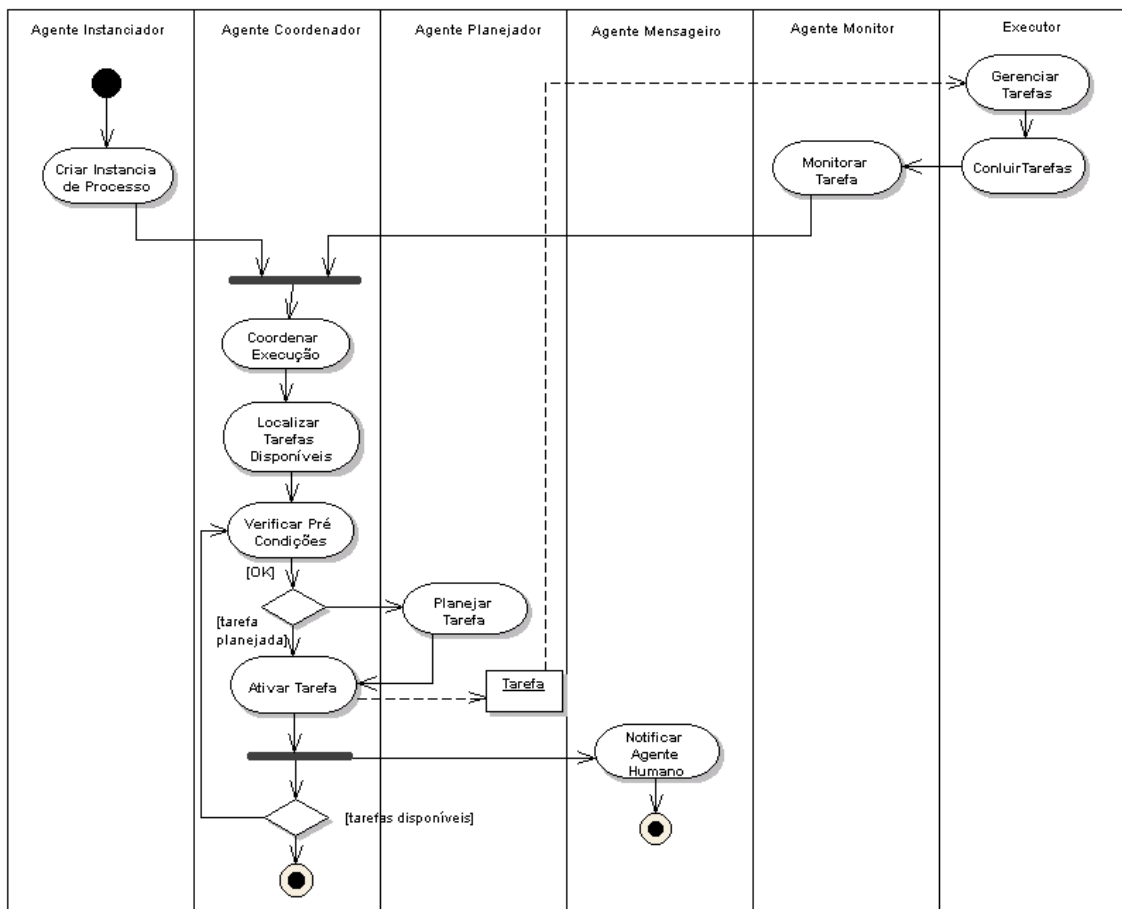 Agente Instanciador
Agente Coordenador
Agente Planejador
Agente Mensageiro
Agente Monitor
Executor
Gerenciar
Tarefas
Criar Instancia
de Processo
Monitorar
Tarefa
ConluirTarefas
Coordenar
Execução
Localizar
Tarefas
Disponíveis
Verificar Pré
Condições
[OK]
Planejar
Tarefa
[tarefa
planejada]
Ativar Tarefa
Tarefa
Notificar
Agente
Humano
[tarefas disponíveis]